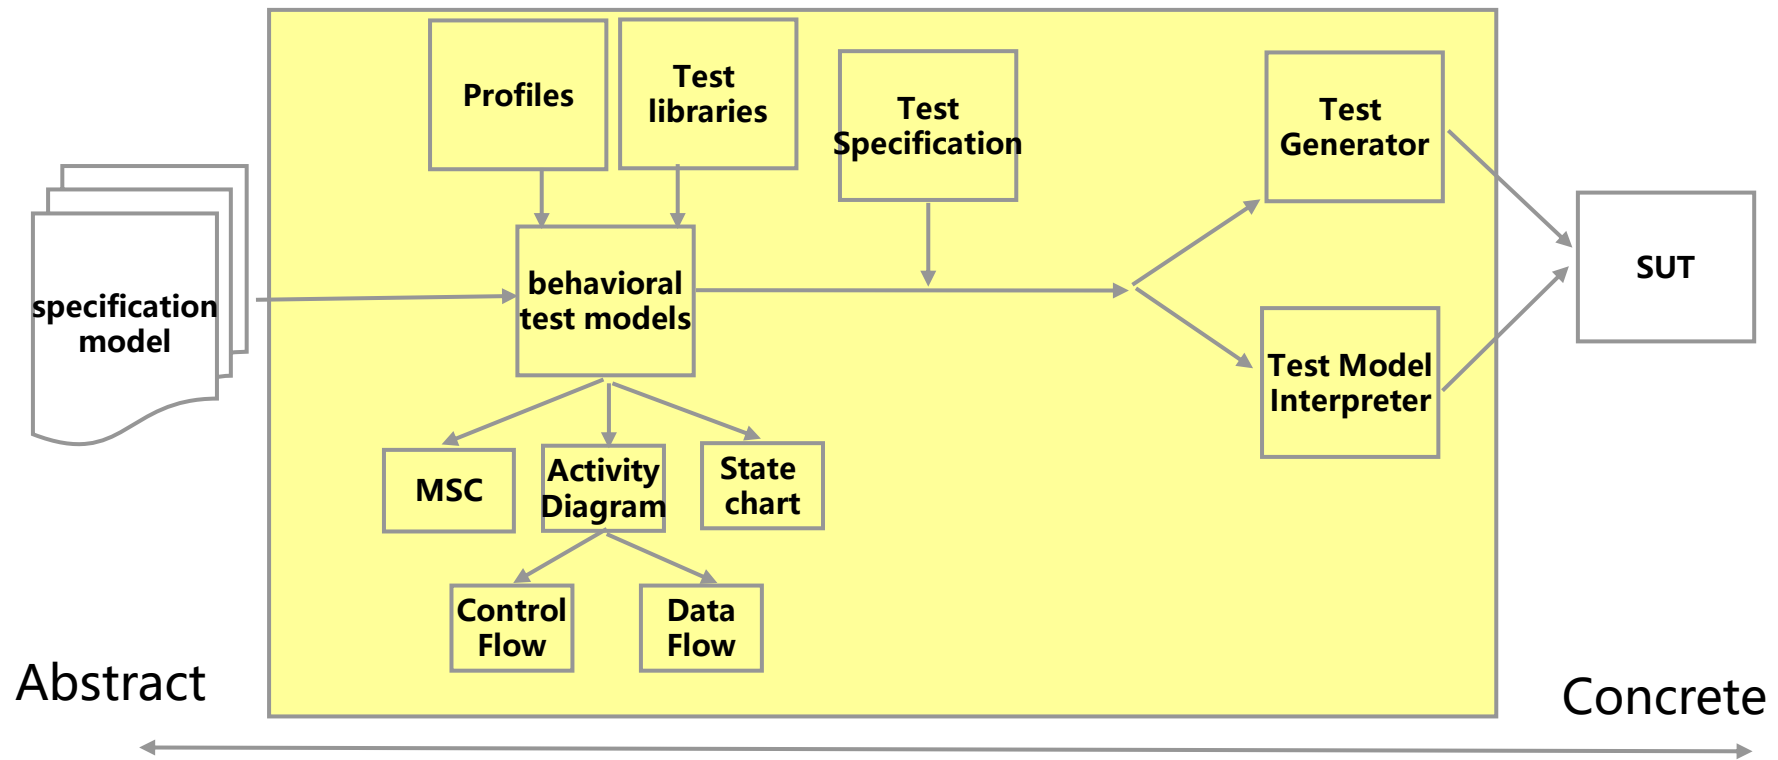 Profiles
Test
libraries
Test
Specification
Test
Generator
specification
model
behavioral
test models
SUT
Test Model
Interpreter
MSC
Activity
Diagram
State
chart
Control
Flow
Data
Flow
Abstract
Concrete